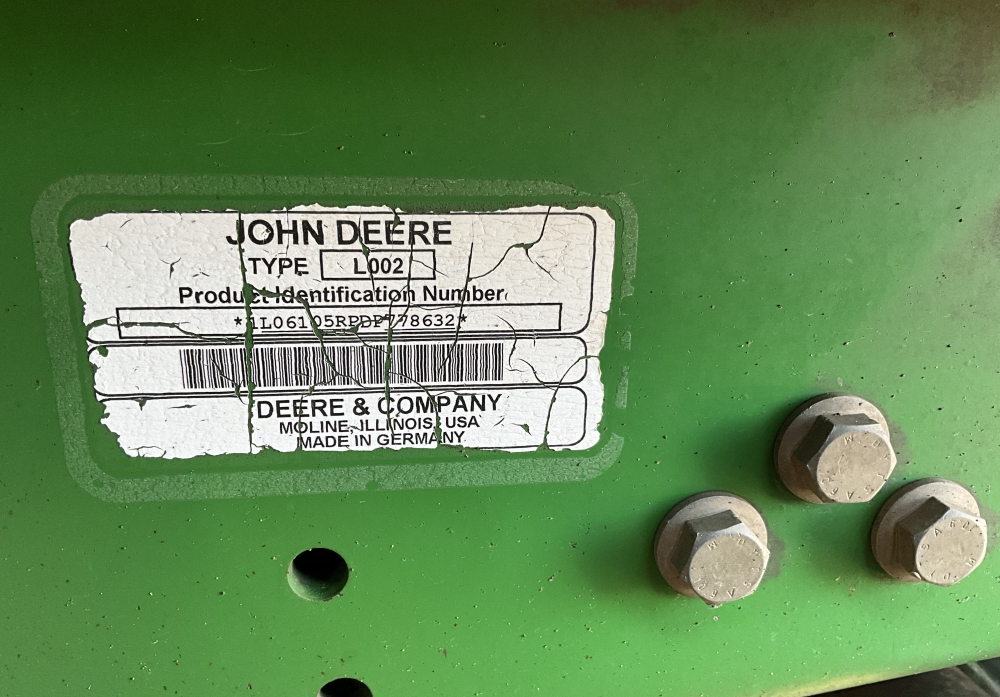 JOHN DEERE
TYPE L002
Product Identification Number
*1L06105RPDP778632*
DEERE & COMPANY
MOLINE, ILLINOIS, USA
MADE IN GERMANY